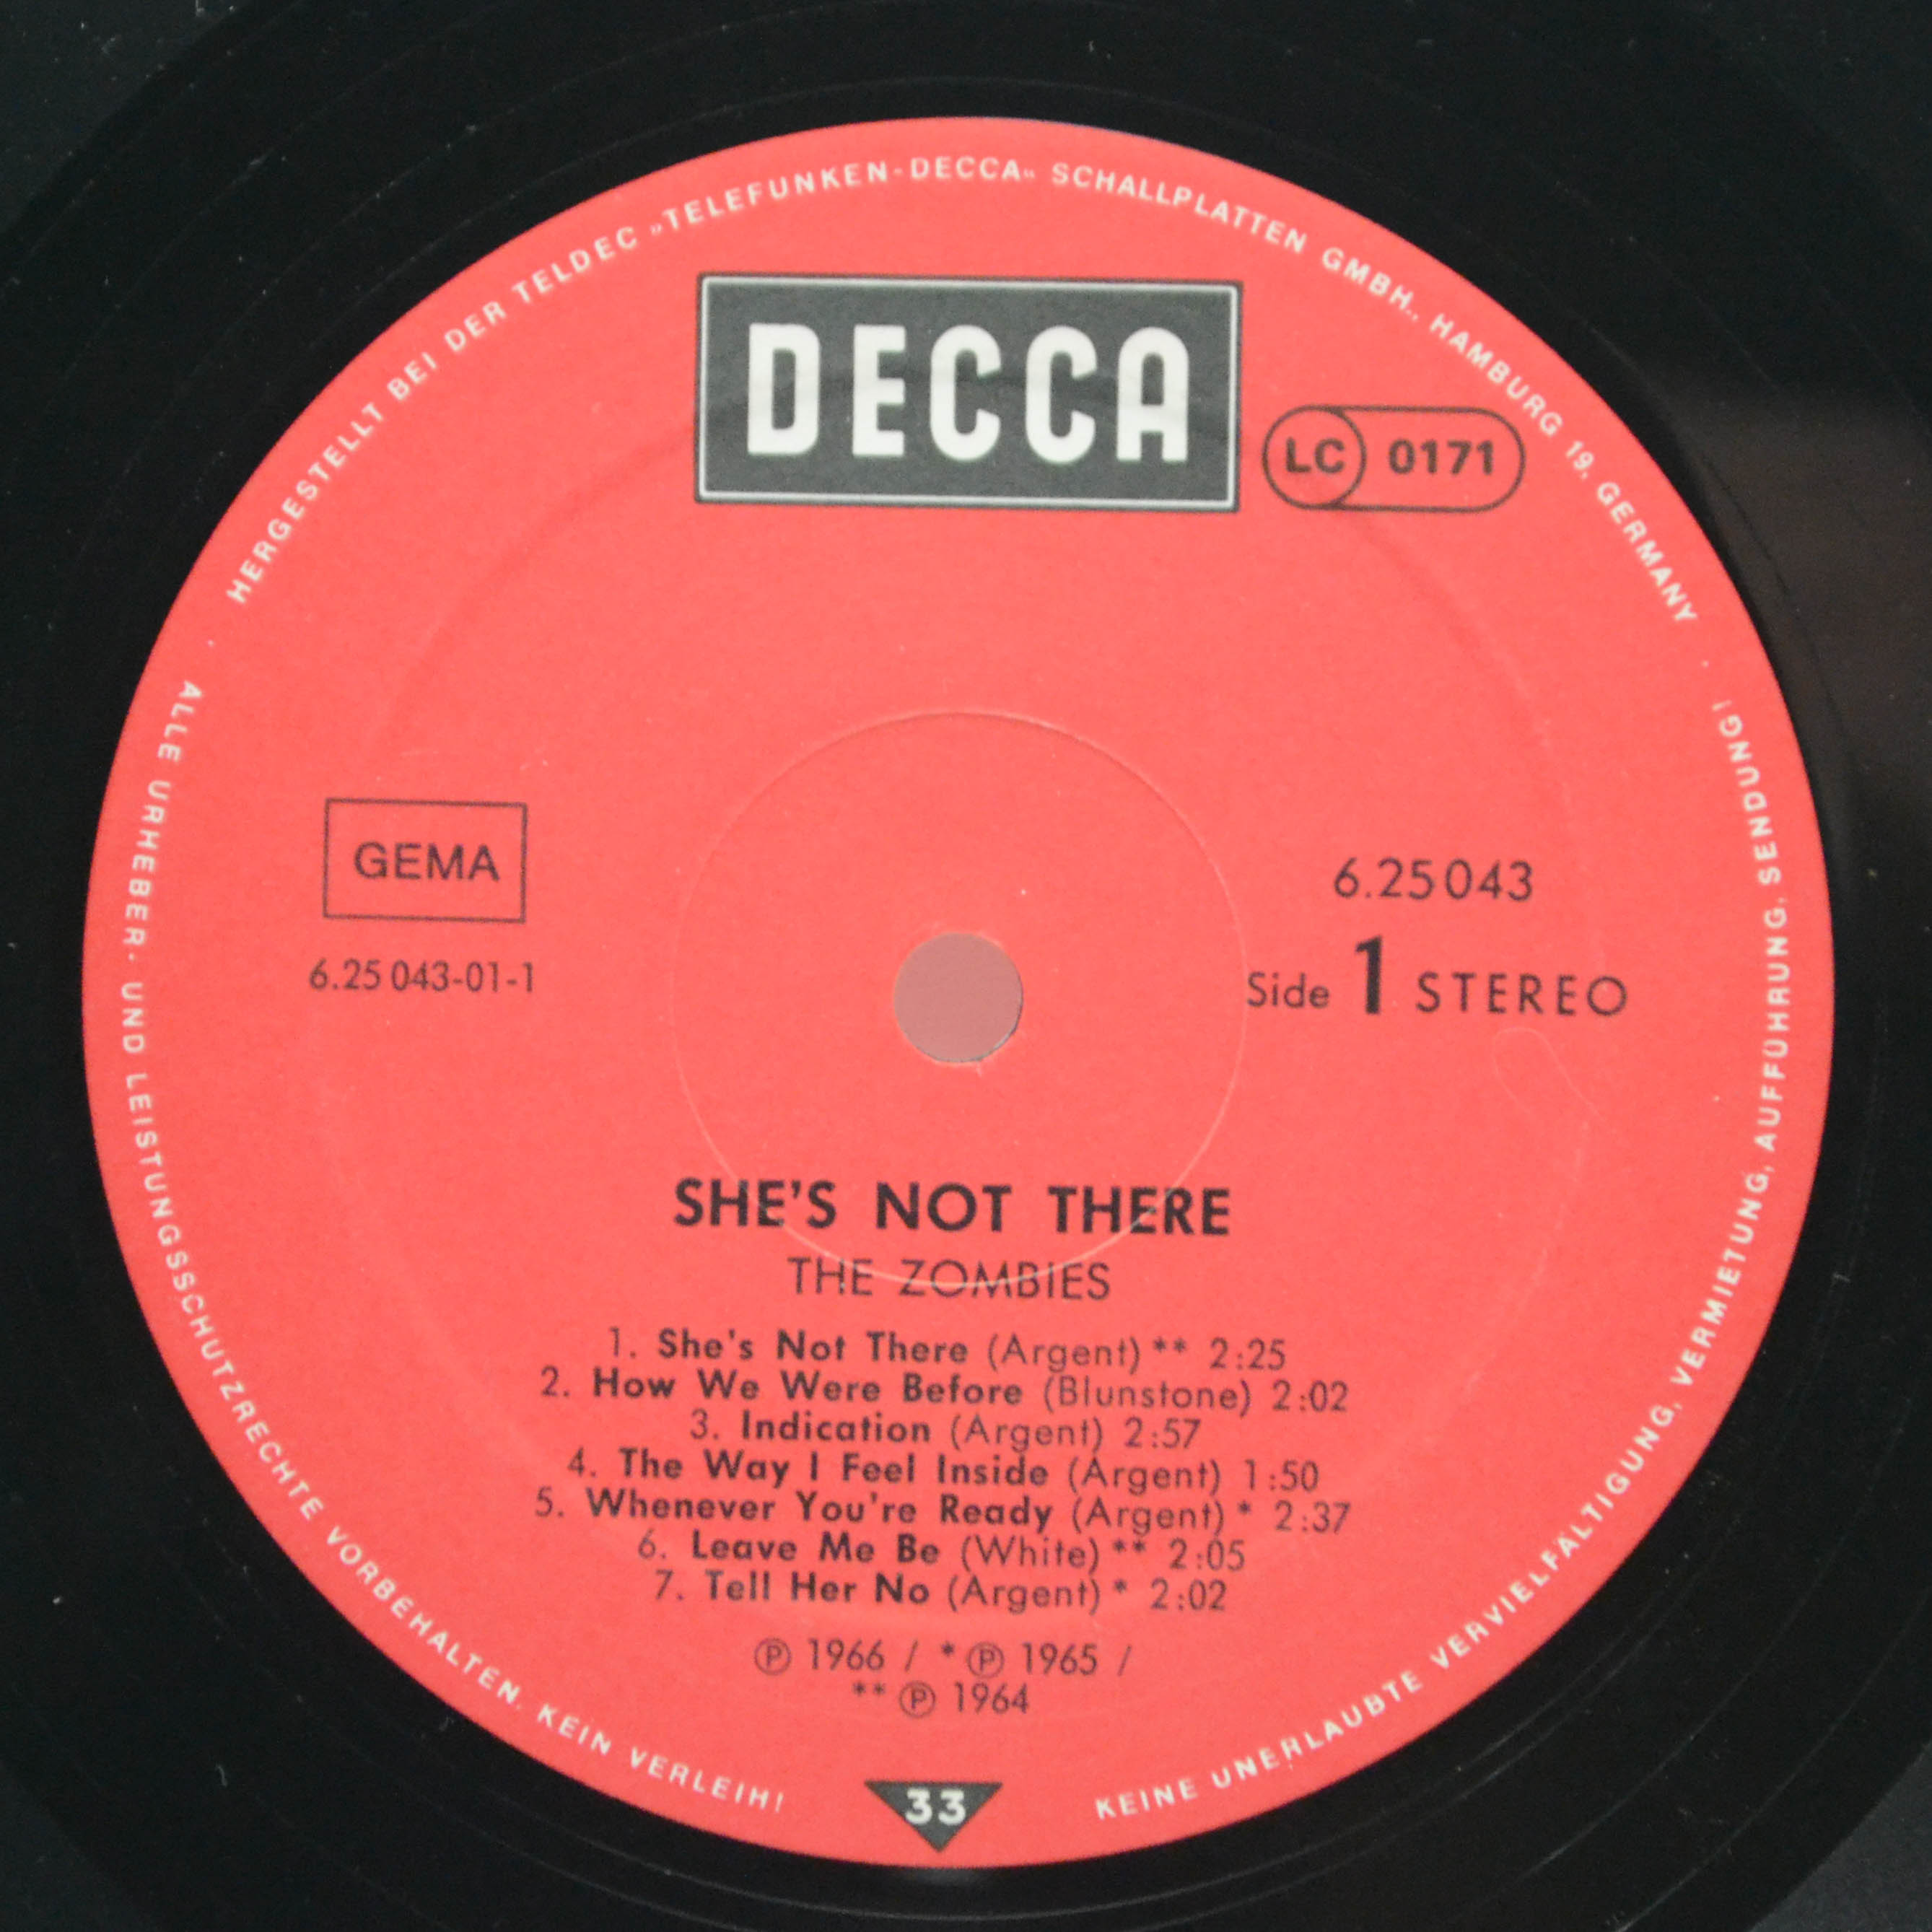 HERGESTELLT BEI DER TELDEC »TELEFUNKEN-DECCA« SCHALLPLATTEN GMBH., HAMBURG 19, GERMANY
DECCA
LC 0171
GEMA
6.25043
6.25 043-01-1
Side 1 STEREO
SHE'S NOT THERE
THE ZOMBIES
1. She's Not There (Argent) ** 2:25
2. How We Were Before (Blunstone) 2:02
3. Indication (Argent) 2:57
4. The Way I Feel Inside (Argent) 1:50
5. Whenever You're Ready (Argent) * 2:37
6. Leave Me Be (White) ** 2:05
7. Tell Her No (Argent) * 2:02
Ⓟ 1966 / * Ⓟ 1965 /
** Ⓟ 1964
33
ALLE URHEBER- UND LEISTUNGSSCHUTZRECHTE VORBEHALTEN. KEIN VERLEIH!
KEINE UNERLAUBTE VERVIELFÄLTIGUNG, VERMIETUNG, AUFFÜHRUNG, SENDUNG!